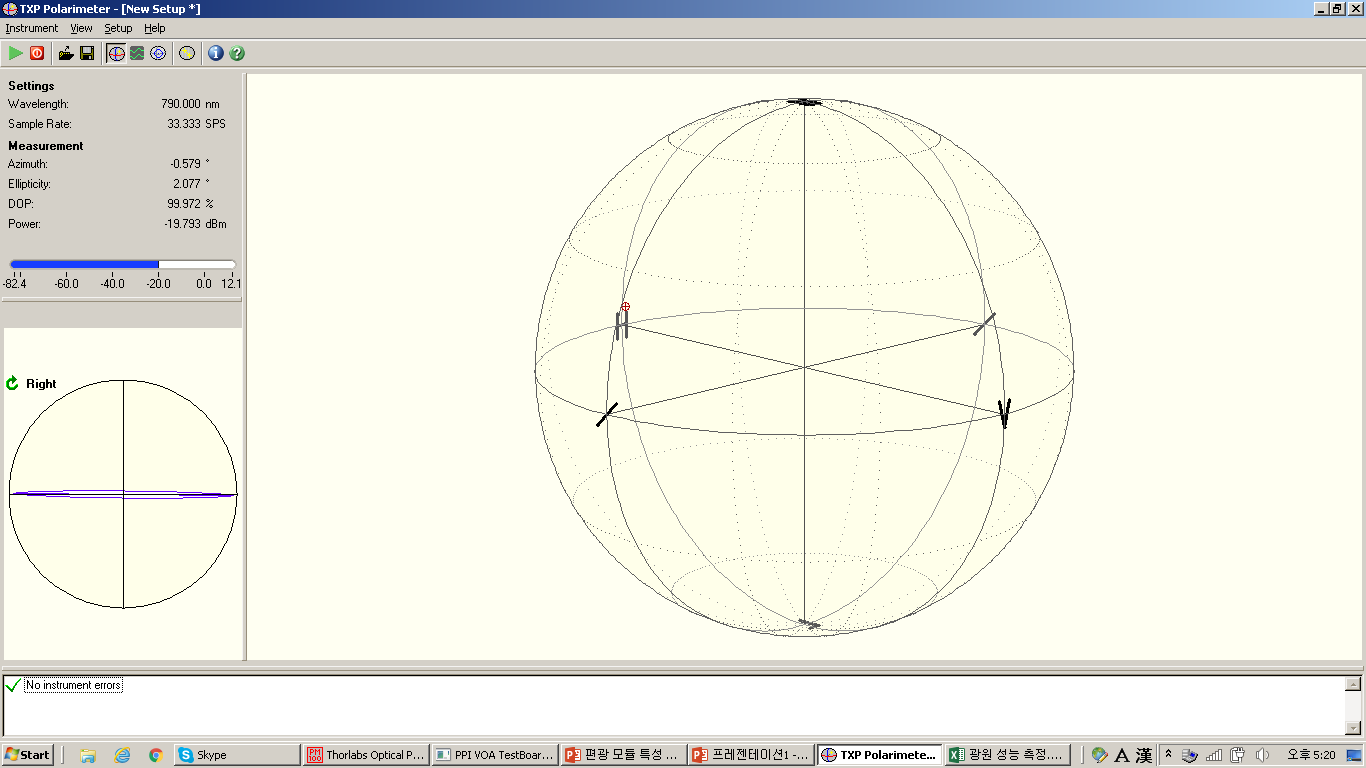 TXP Polarimeter - [New Setup *]
Instrument View Setup Help
Settings
Wavelength: 790.000 nm
Sample Rate: 33.333 SPS
Measurement
Azimuth: -0.579 °
Ellipticity: 2.077 °
DOP: 99.972 %
Power: -19.793 dBm
-82.4 -60.0 -40.0 -20.0 0.0 12.1
Right
H
V
No instrument errors
Start Skype PM 100 Thorlabs Optical P... PPI VOA TestBoar... 편광 모듈 특성 ... 프레젠테이션1 -... TXP Polarimete... 광원 성능 측정.... A 漢 오후 5:20